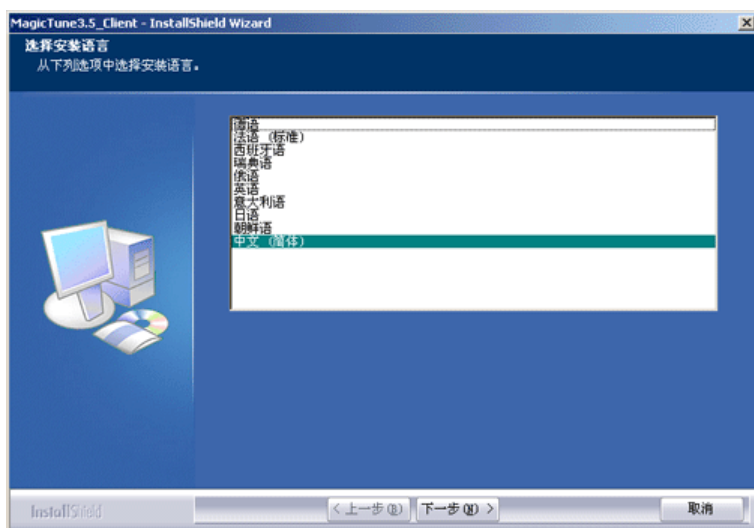 MagicTune3.5_Client - InstallShield Wizard
选择安装语言
从下列选项中选择安装语言。
德语
法语 (标准)
西班牙语
瑞典语
俄语
英语
意大利语
日语
朝鲜语
中文 (简体)
InstallShield
< 上一步(B)
下一步(N) >
取消